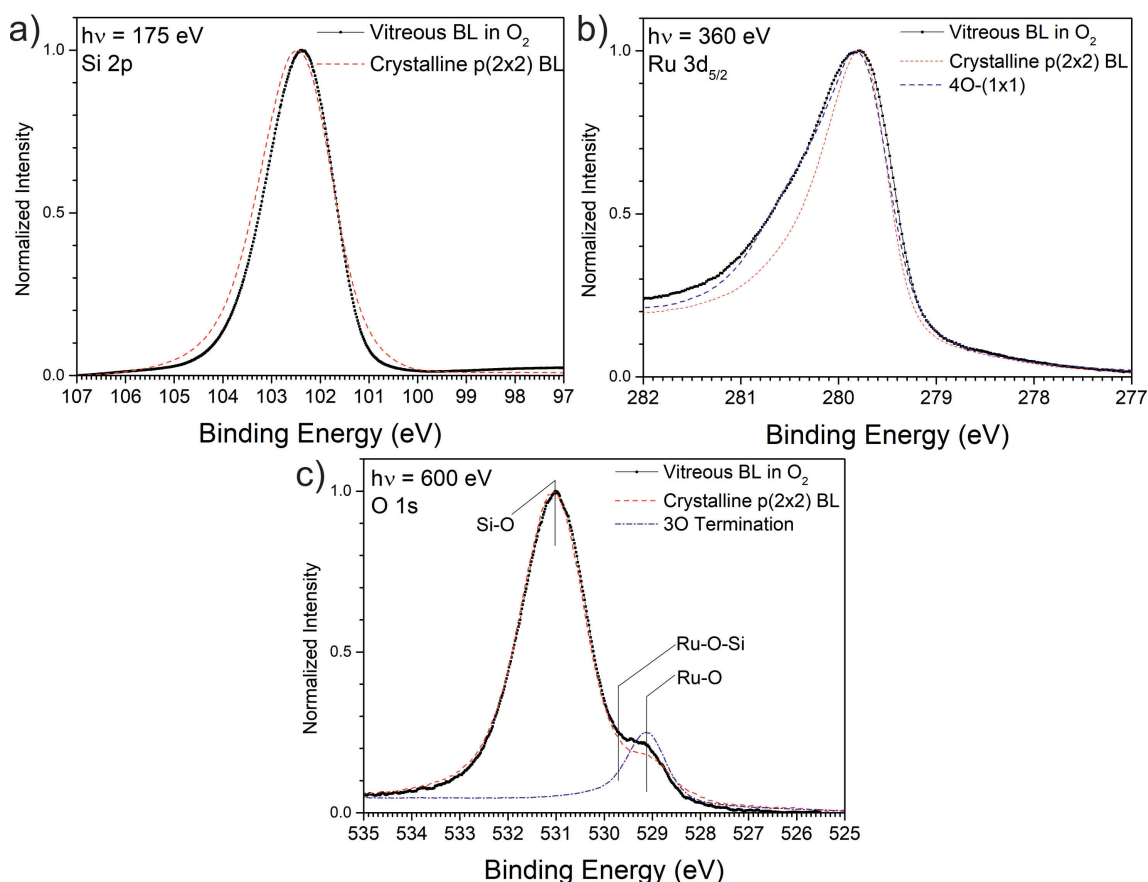 a)
hν = 175 eV
Si 2p
Vitreous BL in O₂
Crystalline p(2x2) BL
1.0
0.5
0.0
Normalized Intensity
107 106 105 104 103 102 101 100 99 98 97
Binding Energy (eV)
b)
hν = 360 eV
Ru 3d₅/₂
Vitreous BL in O₂
Crystalline p(2x2) BL
4O-(1x1)
1.0
0.5
0.0
Normalized Intensity
282 281 280 279 278 277
Binding Energy (eV)
c)
hν = 600 eV
O 1s
Vitreous BL in O₂
Crystalline p(2x2) BL
3O Termination
Si-O
Ru-O-Si
Ru-O
1.0
0.5
0.0
Normalized Intensity
535 534 533 532 531 530 529 528 527 526 525
Binding Energy (eV)